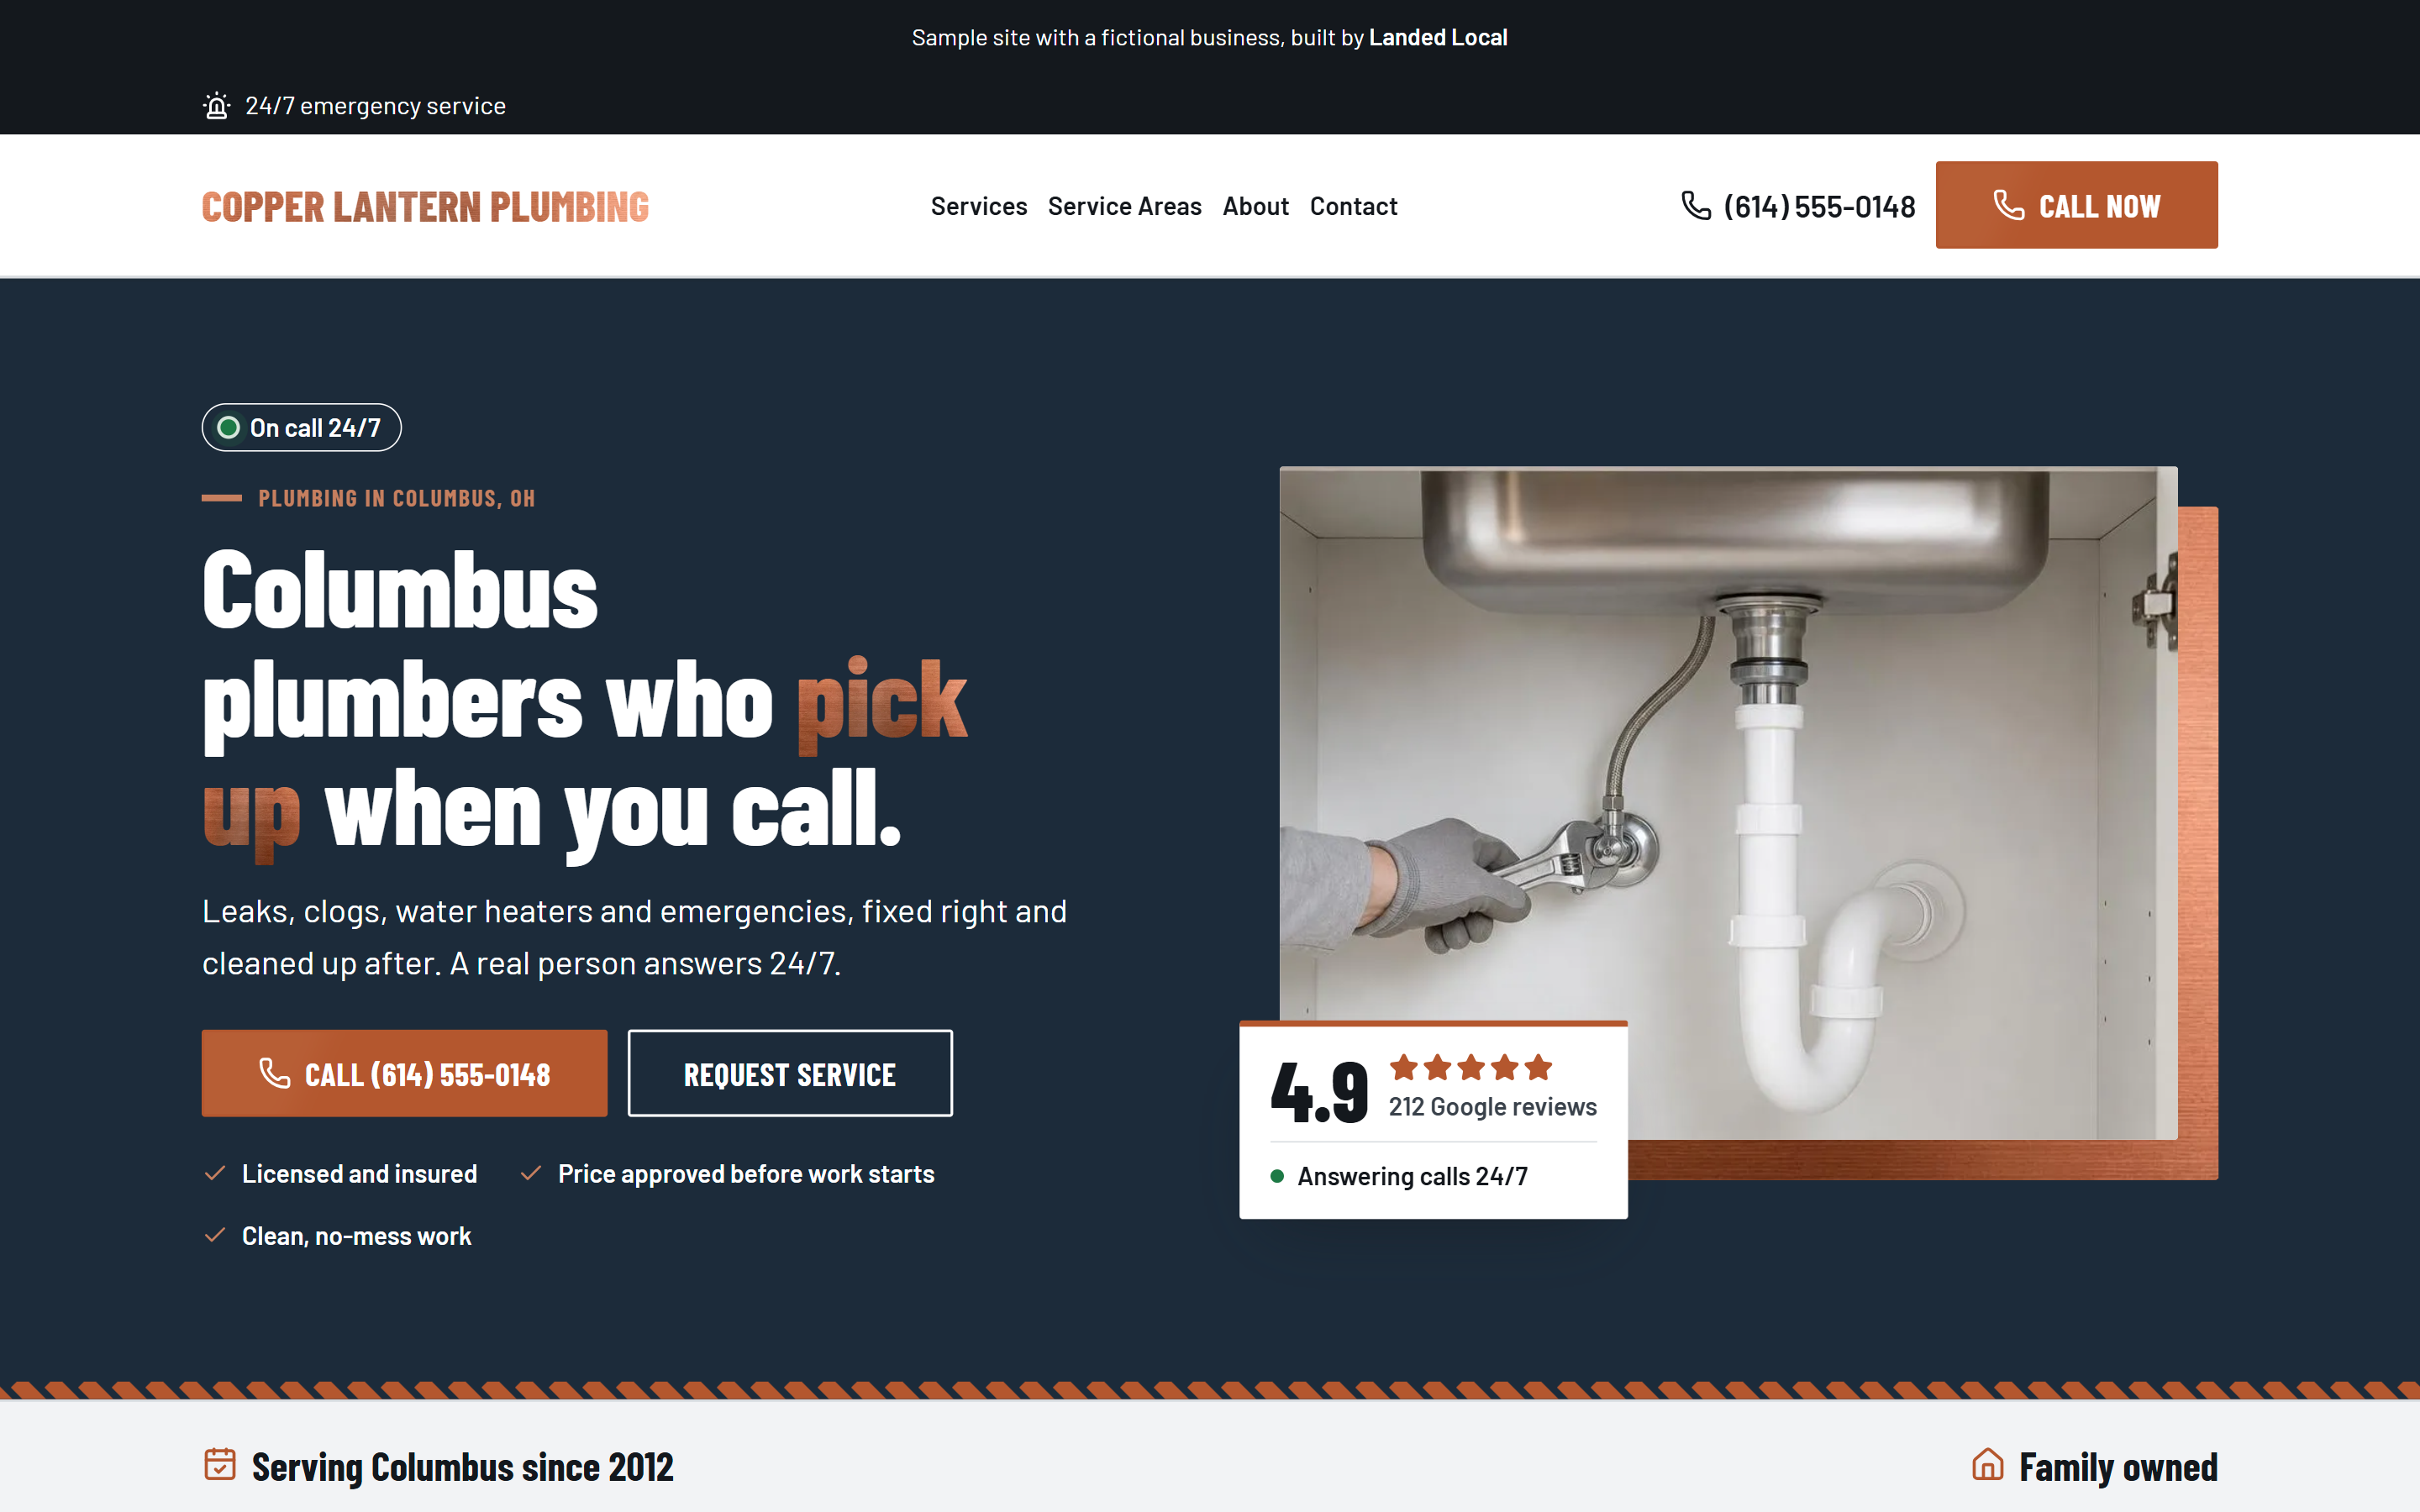 Sample site with a fictional business, built by Landed Local
24/7 emergency service
COPPER LANTERN PLUMBING
Services Service Areas About Contact
(614) 555-0148
CALL NOW
On call 24/7
PLUMBING IN COLUMBUS, OH
Columbus
plumbers who pick
up when you call.
Leaks, clogs, water heaters and emergencies, fixed right and
cleaned up after. A real person answers 24/7.
CALL (614) 555-0148
REQUEST SERVICE
Licensed and insured
Price approved before work starts
Clean, no-mess work
4.9
212 Google reviews
Answering calls 24/7
Serving Columbus since 2012
Family owned